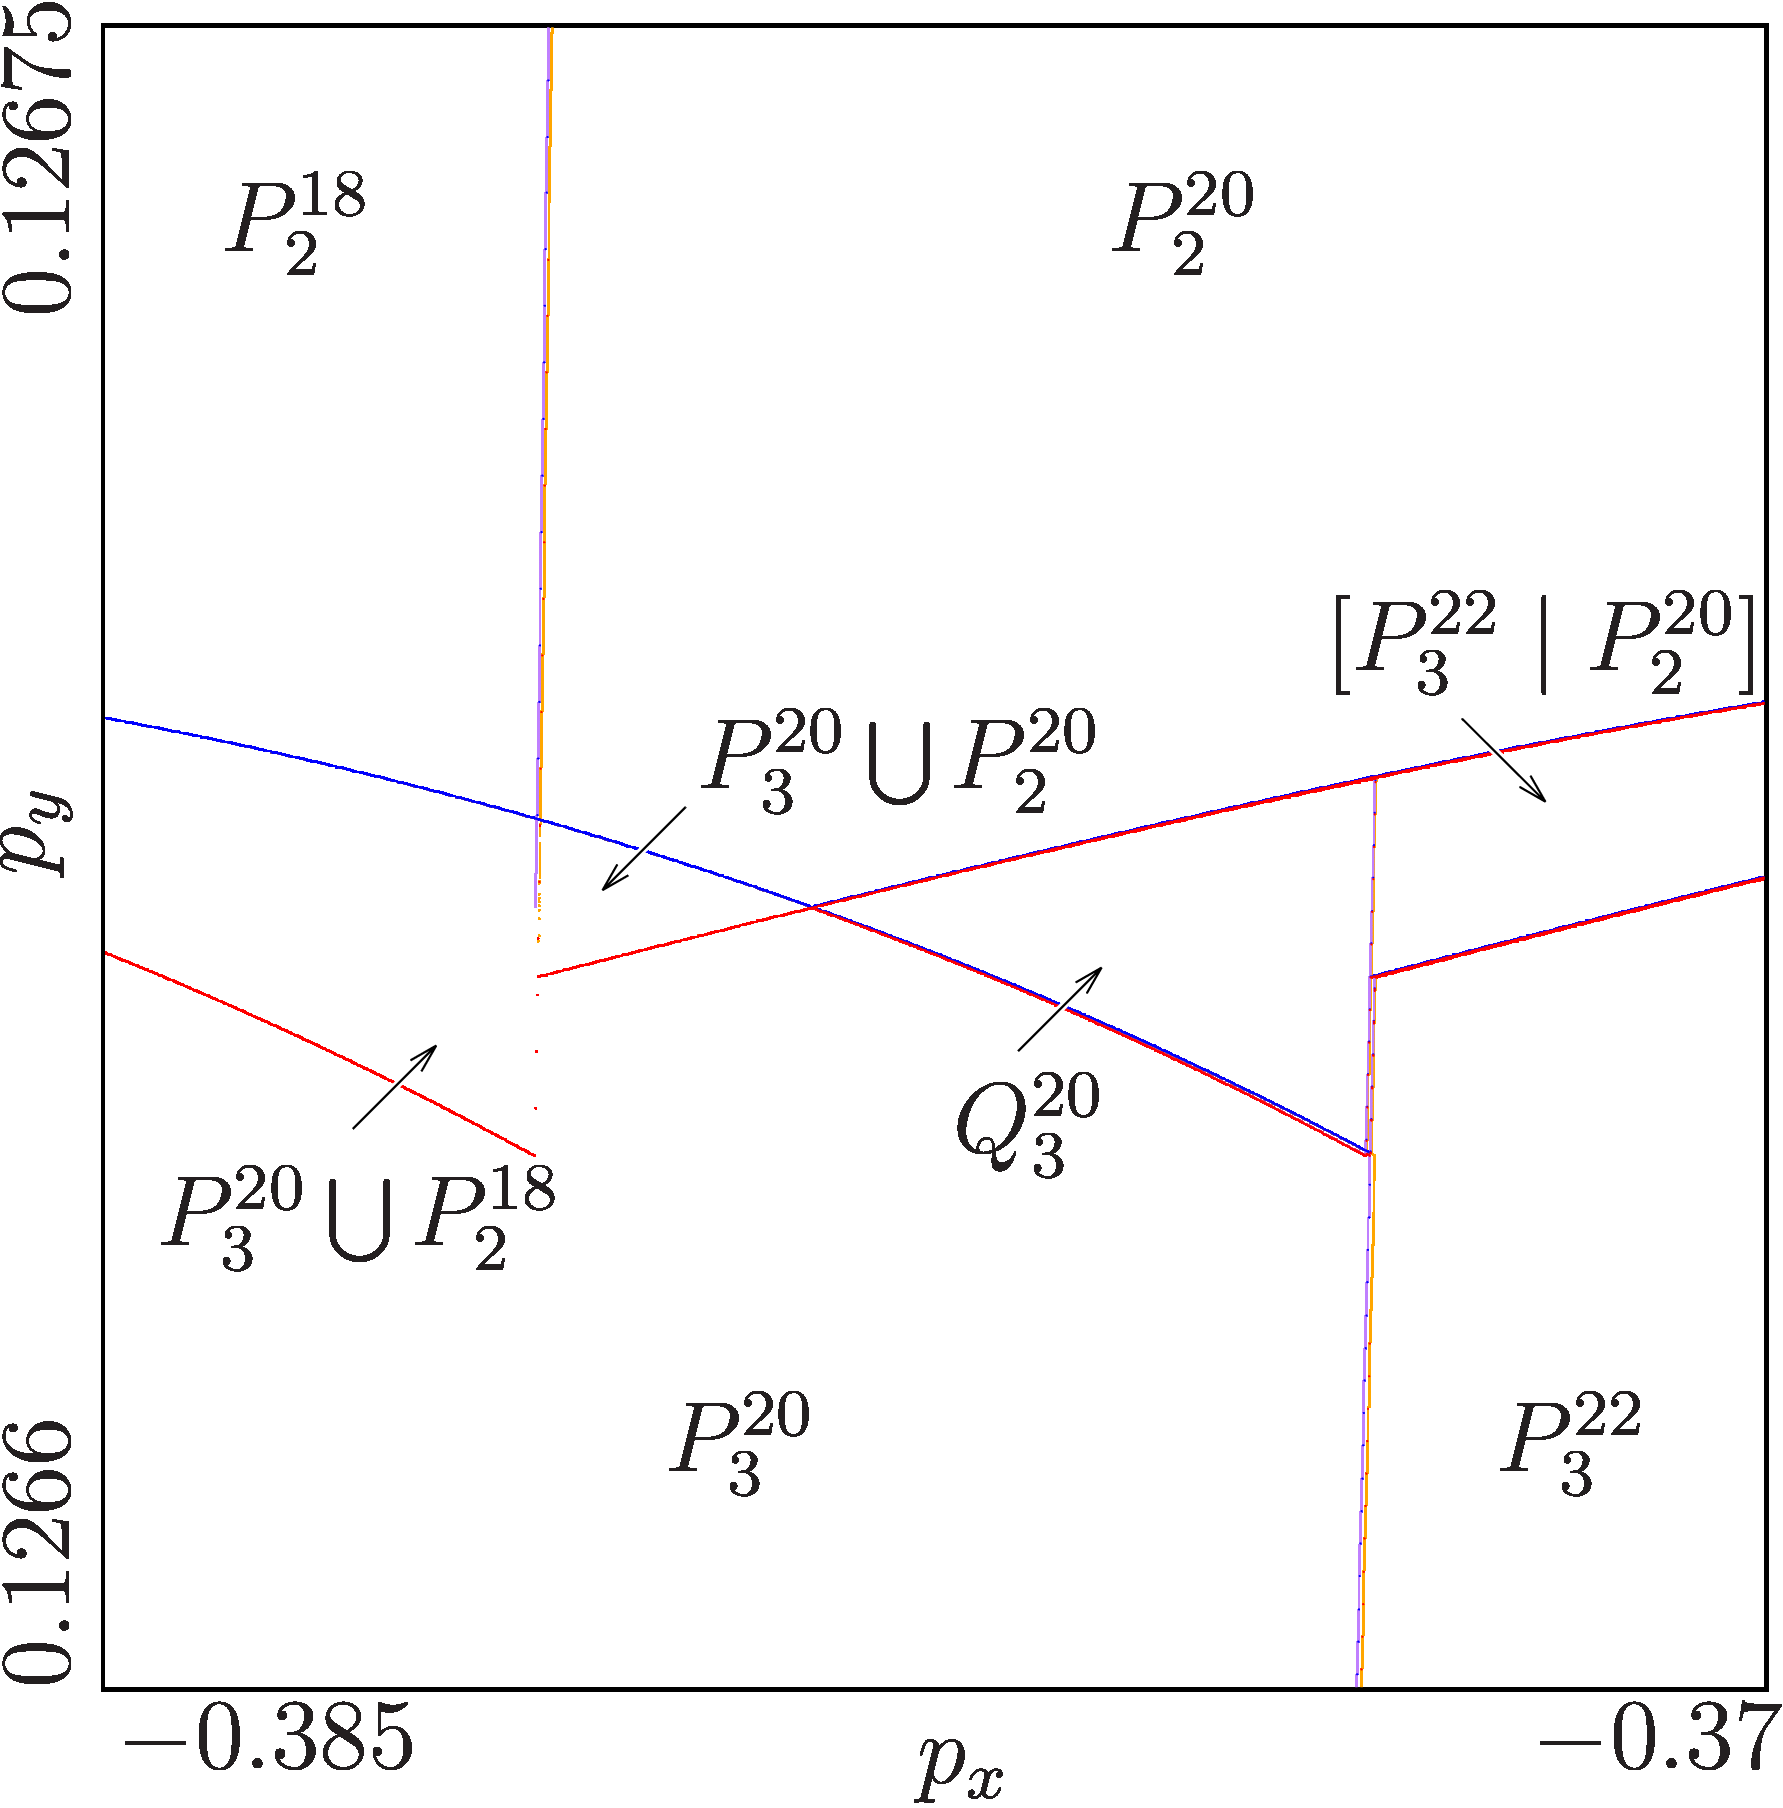 0.12675
P_2^{18}
P_2^{20}
[P_3^{22} | P_2^{20}]
P_3^{20} ⋃ P_2^{20}
p_y
Q_3^{20}
P_3^{20} ⋃ P_2^{18}
P_3^{20}
P_3^{22}
0.1266
−0.385
p_x
−0.37